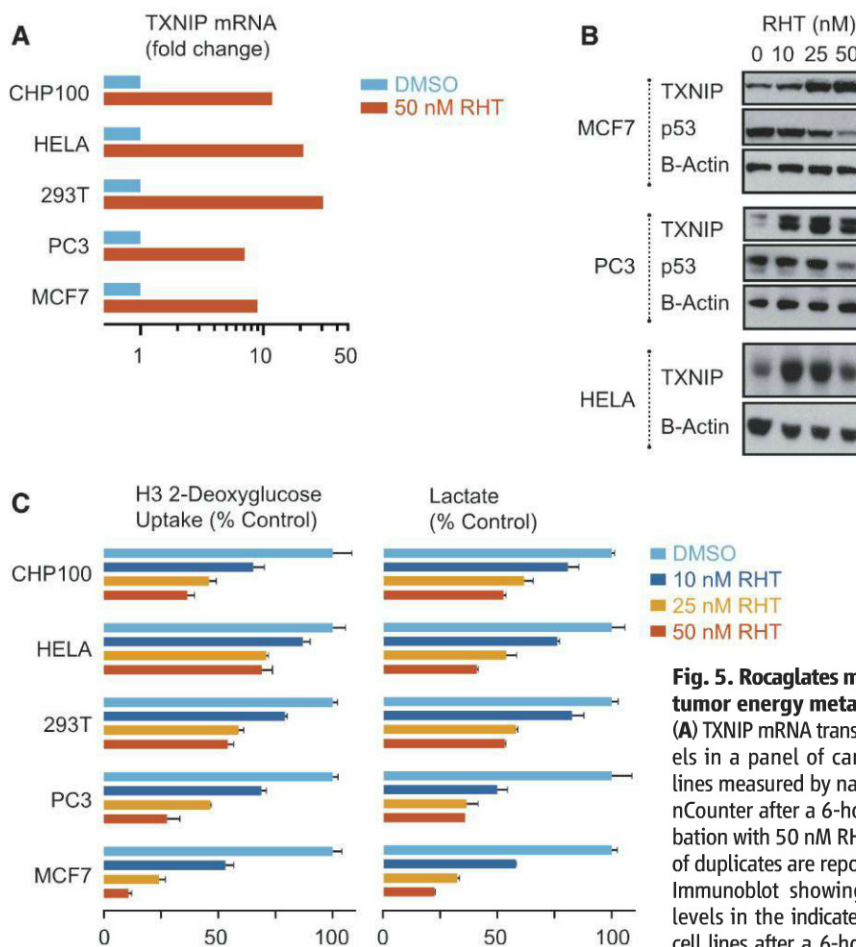 A
TXNIP mRNA
(fold change)
DMSO
50 nM RHT
CHP100
HELA
293T
PC3
MCF7
1 10 50
B
RHT (nM)
0 10 25 50
MCF7
TXNIP
p53
B-Actin
PC3
TXNIP
p53
B-Actin
HELA
TXNIP
B-Actin
C
H3 2-Deoxyglucose
Uptake (% Control)
Lactate
(% Control)
DMSO
10 nM RHT
25 nM RHT
50 nM RHT
CHP100
HELA
293T
PC3
MCF7
0 50 100
0 50 100
Fig. 5. Rocaglates m
tumor energy meta
(A) TXNIP mRNA trans
els in a panel of can
lines measured by na
nCounter after a 6-ho
bation with 50 nM RH
of duplicates are repo
Immunoblot showing
levels in the indicate
cell lines after a 6-ho